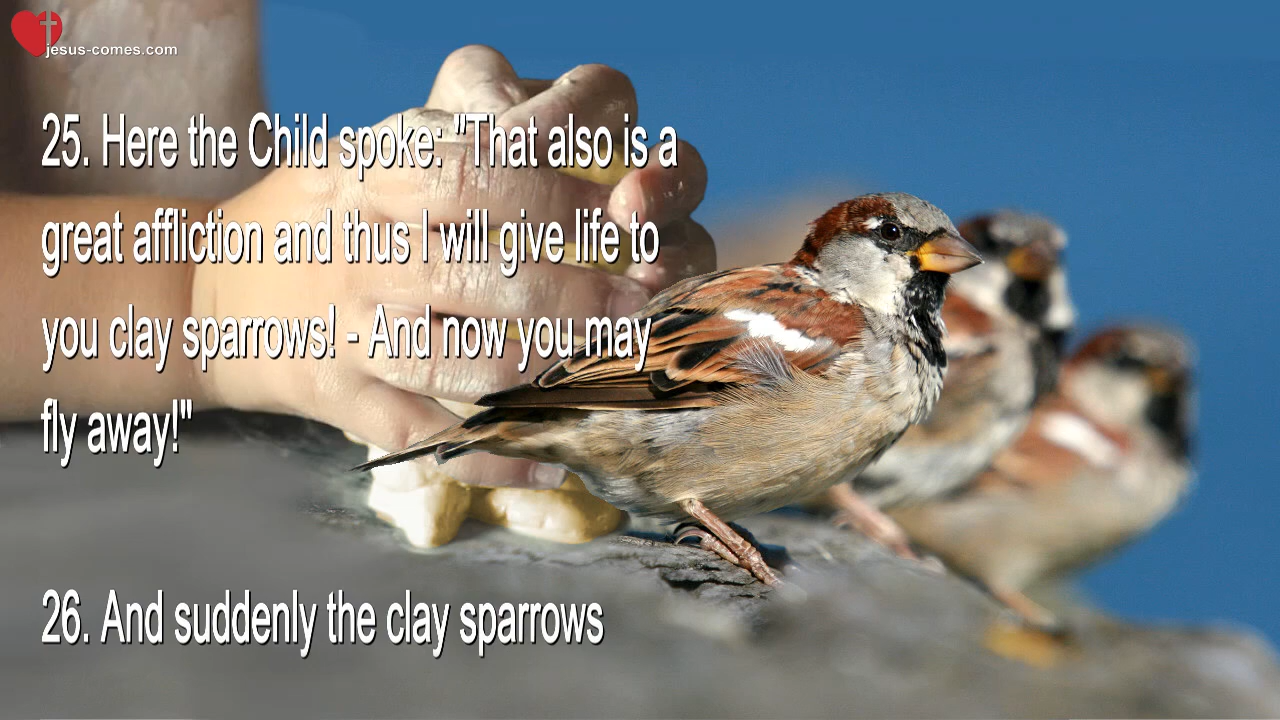 jesus-comes.com
25. Here the Child spoke: "That also is a
great affliction and thus I will give life to
you clay sparrows! - And now you may
fly away!"
26. And suddenly the clay sparrows